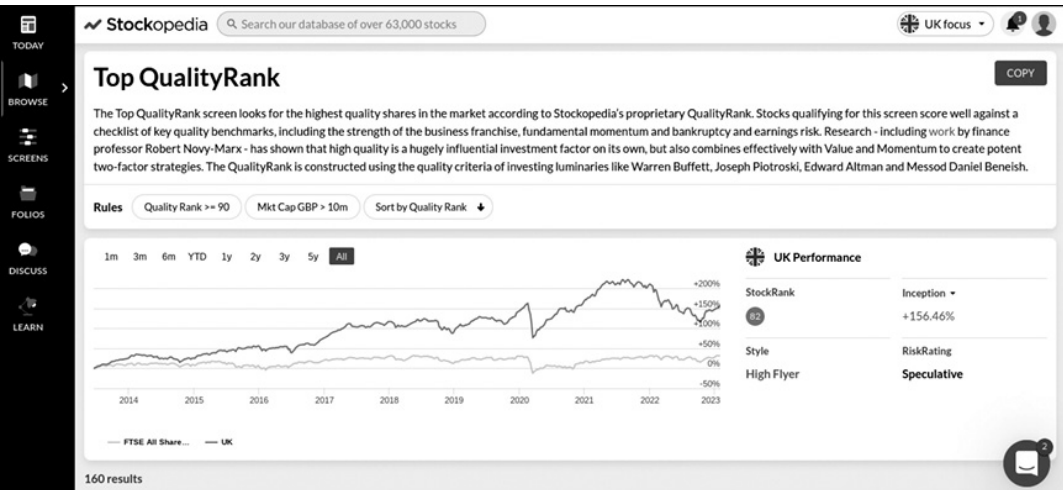 Stockopedia
Search our database of over 63,000 stocks
UK focus
1
TODAY
BROWSE
SCREENS
FOLIOS
DISCUSS
LEARN
Top QualityRank
COPY
The Top QualityRank screen looks for the highest quality shares in the market according to Stockopedia's proprietary QualityRank. Stocks qualifying for this screen score well against a
checklist of key quality benchmarks, including the strength of the business franchise, fundamental momentum and bankruptcy and earnings risk. Research - including work by finance
professor Robert Novy-Marx - has shown that high quality is a hugely influential investment factor on its own, but also combines effectively with Value and Momentum to create potent
two-factor strategies. The QualityRank is constructed using the quality criteria of investing luminaries like Warren Buffett, Joseph Piotroski, Edward Altman and Messod Daniel Beneish.
Rules Quality Rank >= 90 Mkt Cap GBP > 10m Sort by Quality Rank
1m 3m 6m YTD 1y 2y 3y 5y All
+200%
+150%
+100%
+50%
0%
-50%
2014 2015 2016 2017 2018 2019 2020 2021 2022 2023
FTSE All Share... UK
UK Performance
StockRank
82
Inception
+156.46%
Style
High Flyer
RiskRating
Speculative
160 results
2